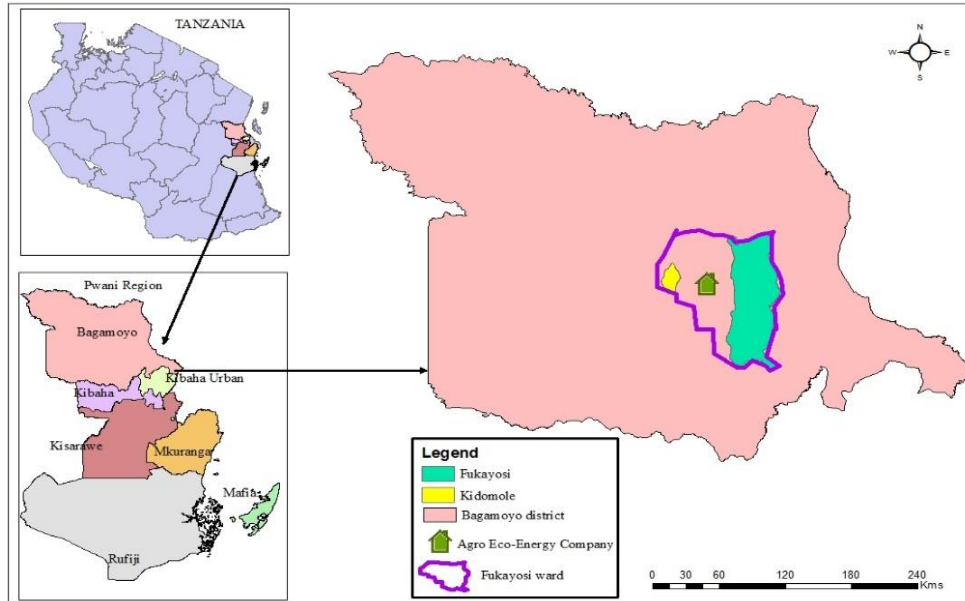 TANZANIA
N
W E
S
Pwani Region
Bagamoyo
Kibaha Urban
Kibaha
Kisarawe
Mkuranga
Mafia
Rufiji
Legend
Fukayosi
Kidomole
Bagamoyo district
Agro Eco-Energy Company
Fukayosi ward
0 15 30 60 120 180 240
Kms